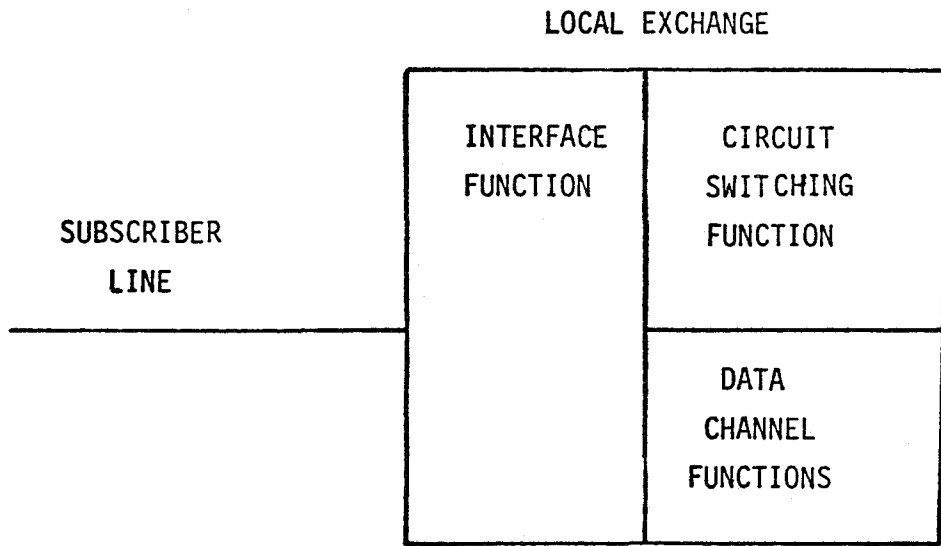 LOCAL EXCHANGE
INTERFACE
FUNCTION
CIRCUIT
SWITCHING
FUNCTION
SUBSCRIBER
LINE
DATA
CHANNEL
FUNCTIONS